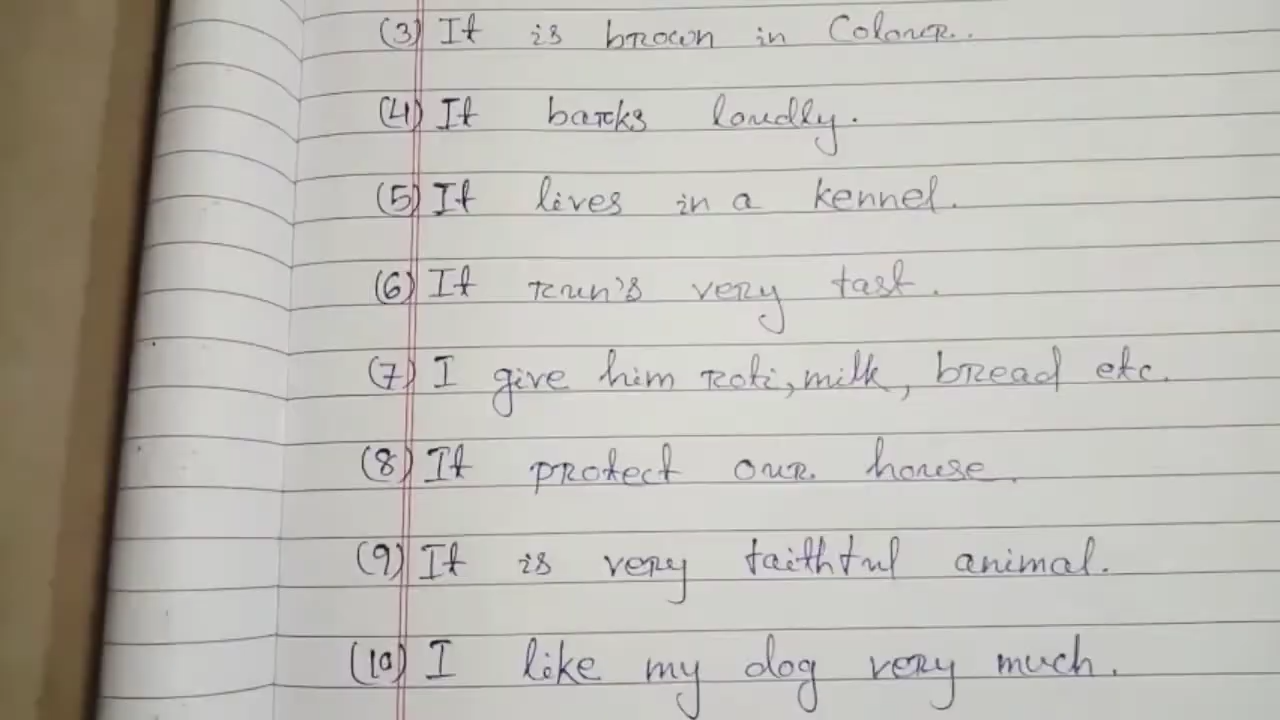 (3) It is brown in Colour.
(4) It barks loudly.
(5) It lives in a kennel.
(6) It run's very fast.
(7) I give him roti, milk, bread etc.
(8) It protect our house.
(9) It is very faithful animal.
(10) I like my dog very much.